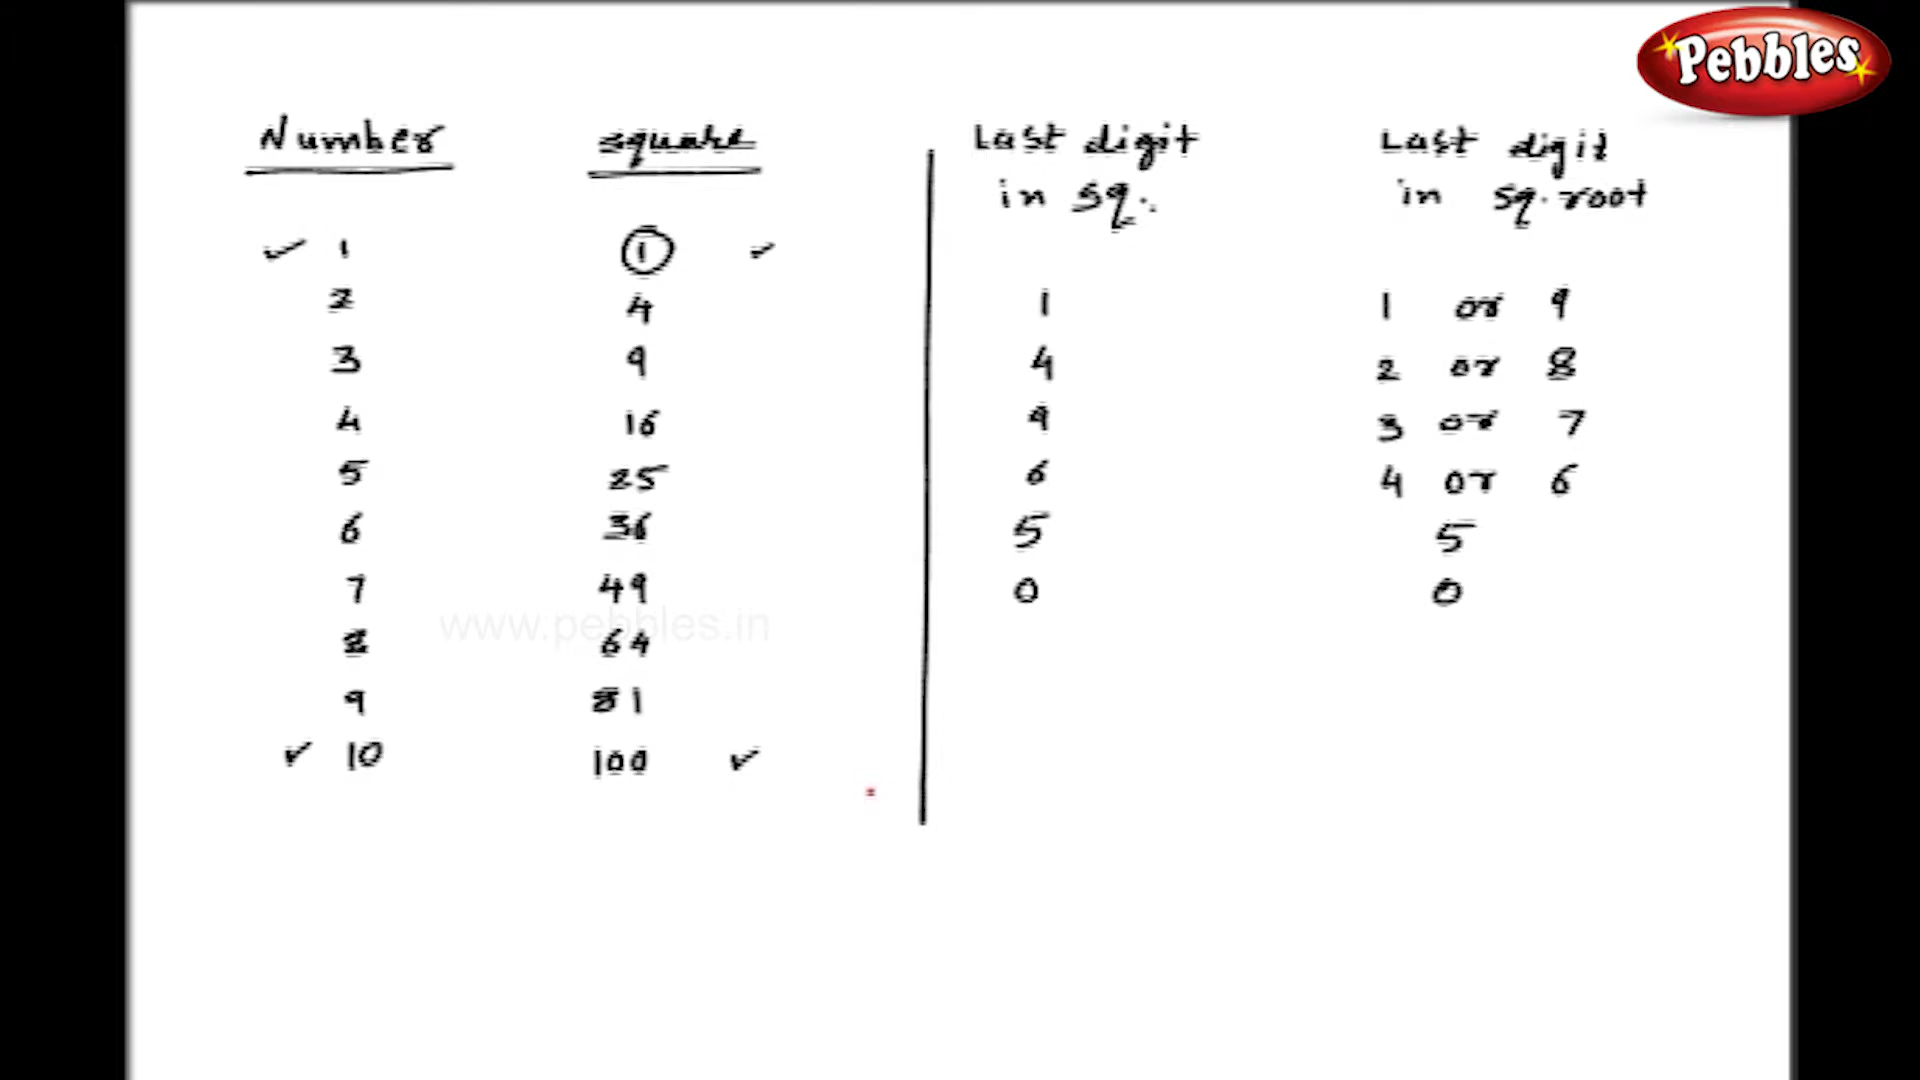 Pebbles
Number square
1 1
2 4
3 9
4 16
5 25
6 36
7 49
8 64
9 81
10 100
Last digit
in sq.
1
4
9
6
5
0
Last digit
in sq. root
1 or 9
2 or 8
3 or 7
4 or 6
5
0
www.pebbles.in